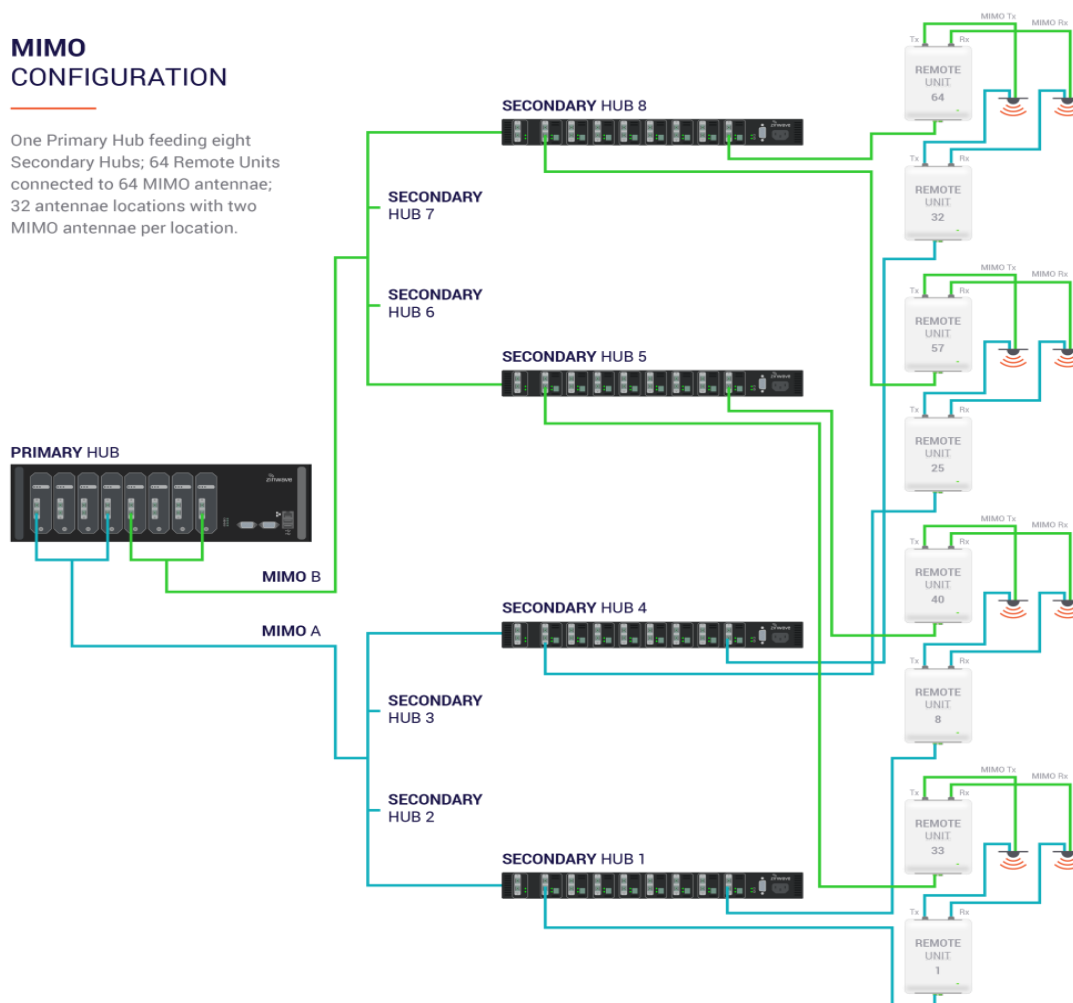 MIMO
CONFIGURATION
One Primary Hub feeding eight
Secondary Hubs; 64 Remote Units
connected to 64 MIMO antennae;
32 antennae locations with two
MIMO antennae per location.
SECONDARY HUB 8
zinwave
SECONDARY
HUB 7
SECONDARY
HUB 6
SECONDARY HUB 5
zinwave
PRIMARY HUB
zinwave
MIMO B
MIMO A
SECONDARY HUB 4
zinwave
SECONDARY
HUB 3
SECONDARY
HUB 2
SECONDARY HUB 1
zinwave
MIMO Tx
MIMO Rx
Tx
Rx
REMOTE
UNIT
64
Tx
Rx
REMOTE
UNIT
32
MIMO Tx
MIMO Rx
Tx
Rx
REMOTE
UNIT
57
Tx
Rx
REMOTE
UNIT
25
MIMO Tx
MIMO Rx
Tx
Rx
REMOTE
UNIT
40
Tx
Rx
REMOTE
UNIT
8
MIMO Tx
MIMO Rx
Tx
Rx
REMOTE
UNIT
33
Tx
Rx
REMOTE
UNIT
1